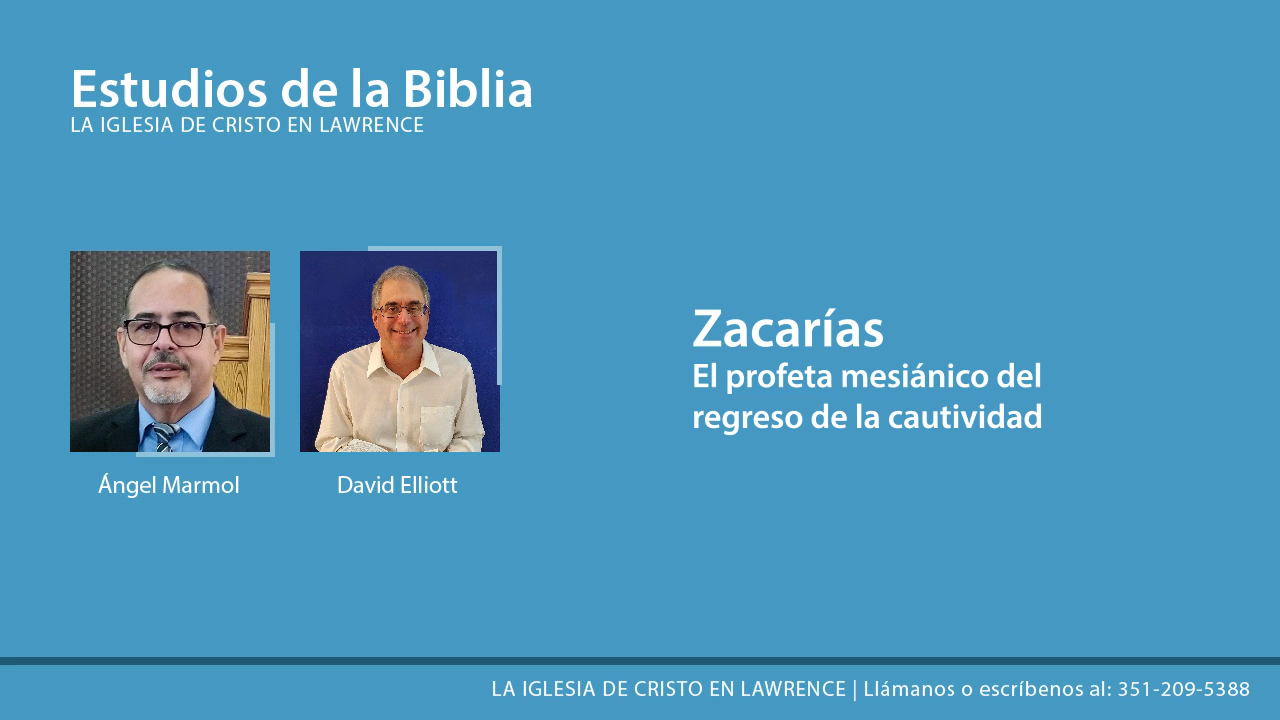 Estudios de la Biblia
LA IGLESIA DE CRISTO EN LAWRENCE
Ángel Marmol
David Elliott
Zacarías
El profeta mesiánico del
regreso de la cautividad
LA IGLESIA DE CRISTO EN LAWRENCE | Llámanos o escríbenos al: 351-209-5388